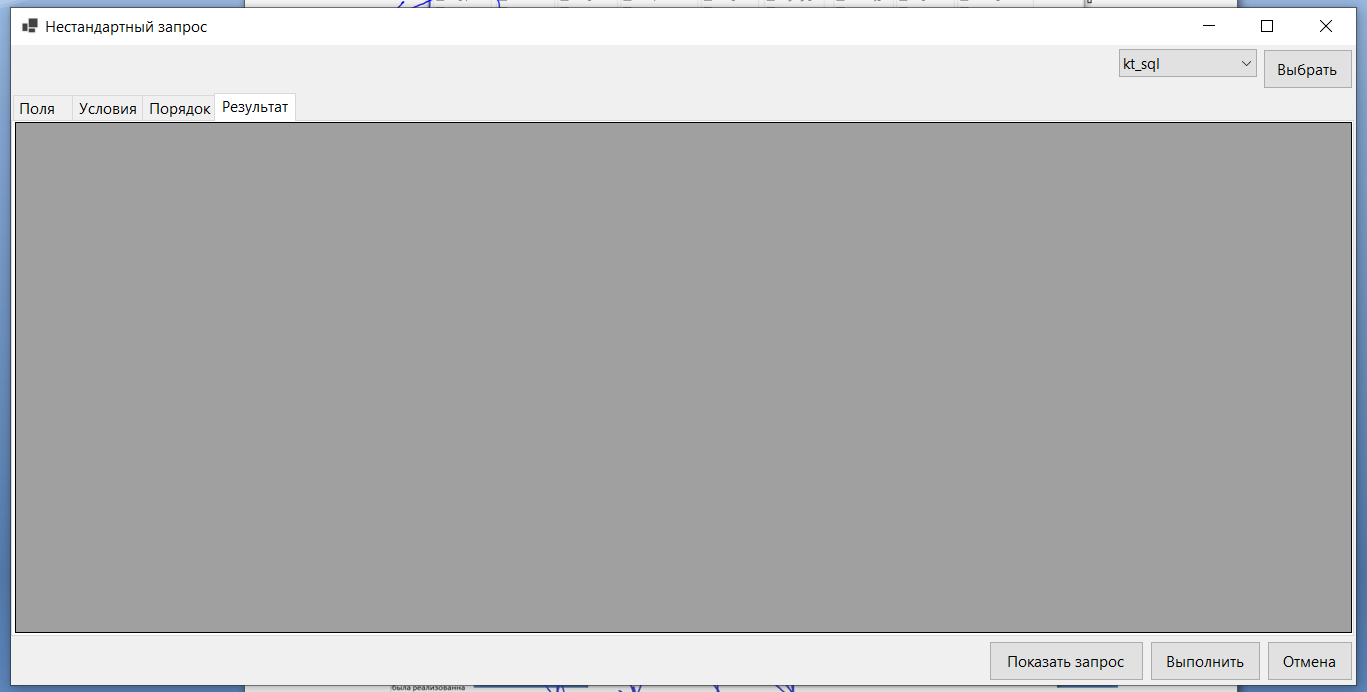 Нестандартный запрос
kt_sql
Выбрать
Поля Условия Порядок Результат
Показать запрос Выполнить Отмена
была реализованна